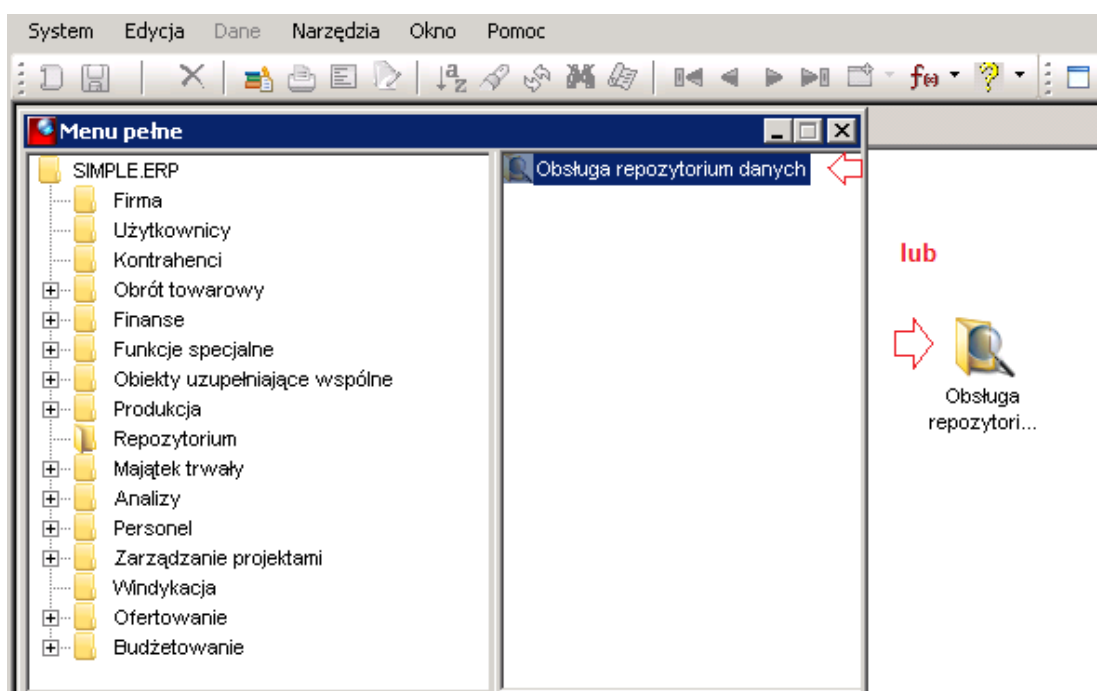 System Edycja Dane Narzędzia Okno Pomoc
Menu pełne
SIMPLE.ERP
Firma
Użytkownicy
Kontrahenci
Obrót towarowy
Finanse
Funkcje specjalne
Obiekty uzupełniające wspólne
Produkcja
Repozytorium
Majątek trwały
Analizy
Personel
Zarządzanie projektami
Windykacja
Ofertowanie
Budżetowanie
Obsługa repozytorium danych
lub
Obsługa
repozytori...